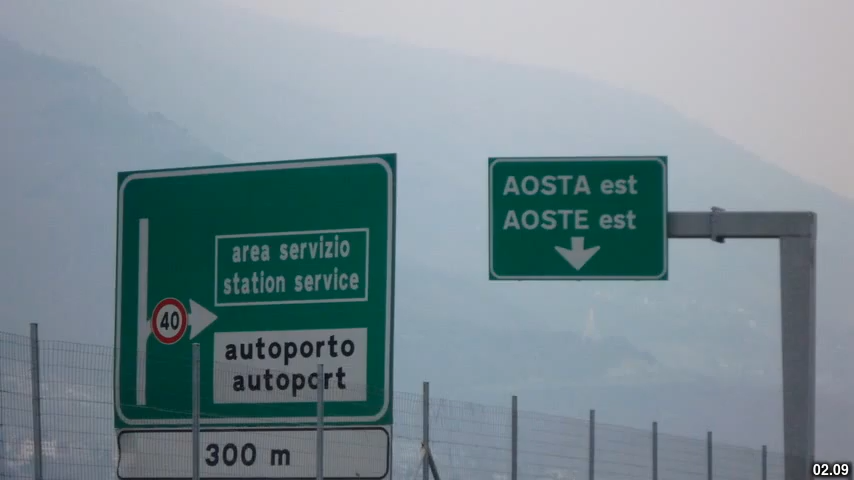 AOSTA est
AOSTE est
area servizio
station service
40
autoporto
autoport
300 m
02.09